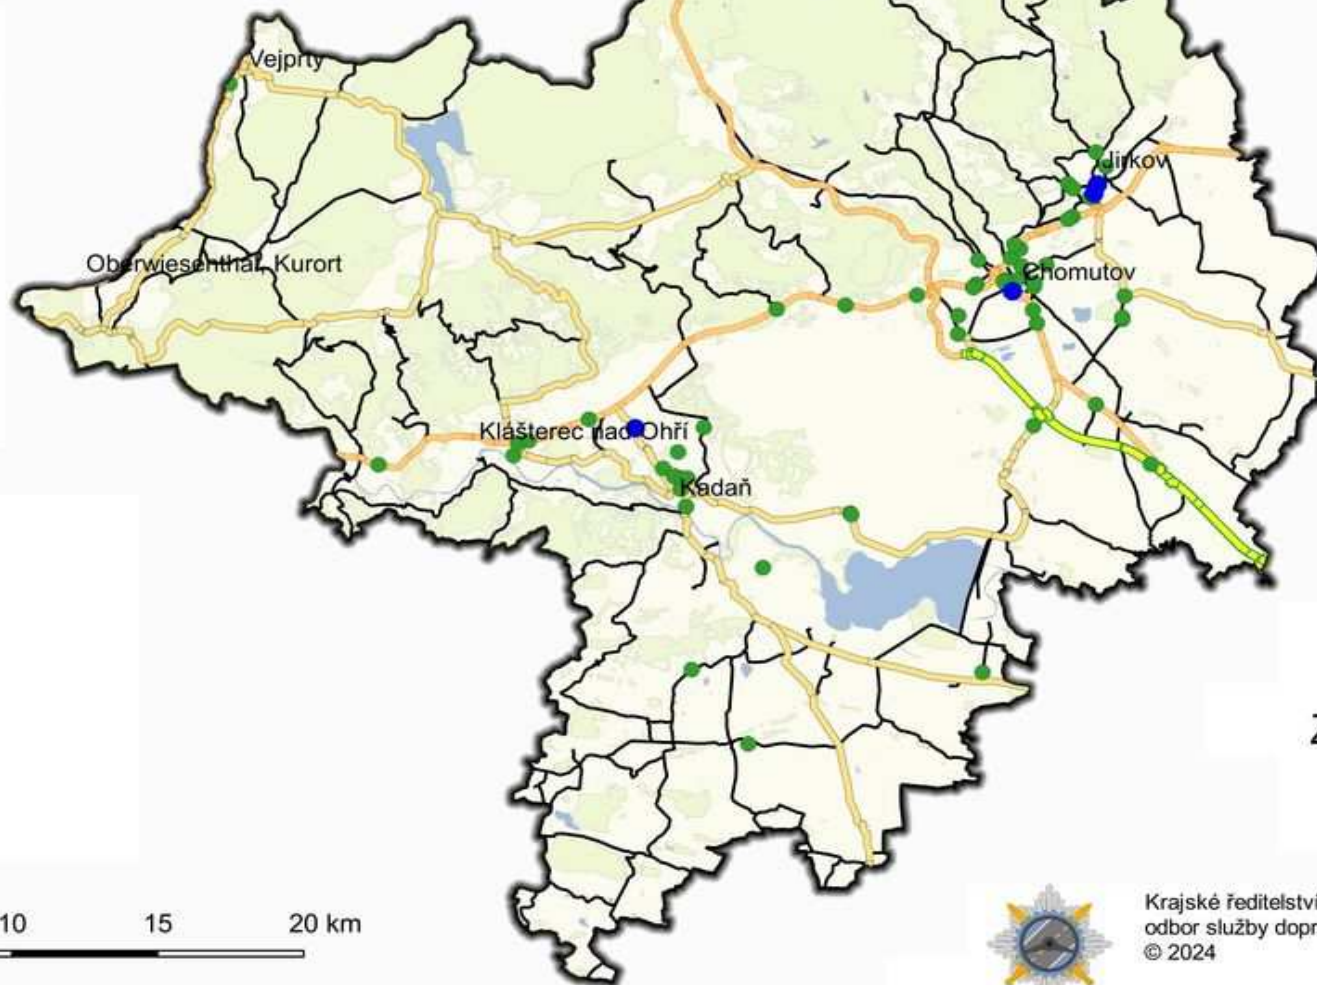 Vejprty
Jirkov
Oberwiesenthal, Kurort
Chomutov
Klášterec nad Ohří
Kadaň
10 15 20 km
Krajské ředitelství
odbor služby dopr
© 2024